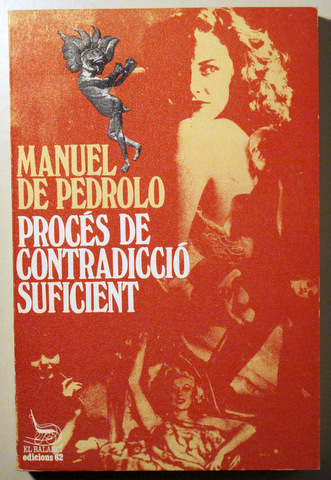 MANUEL
DE PEDROLO
PROCÉS DE
CONTRADICCIÓ
SUFICIENT
EL BALANCÍ
edicions 62